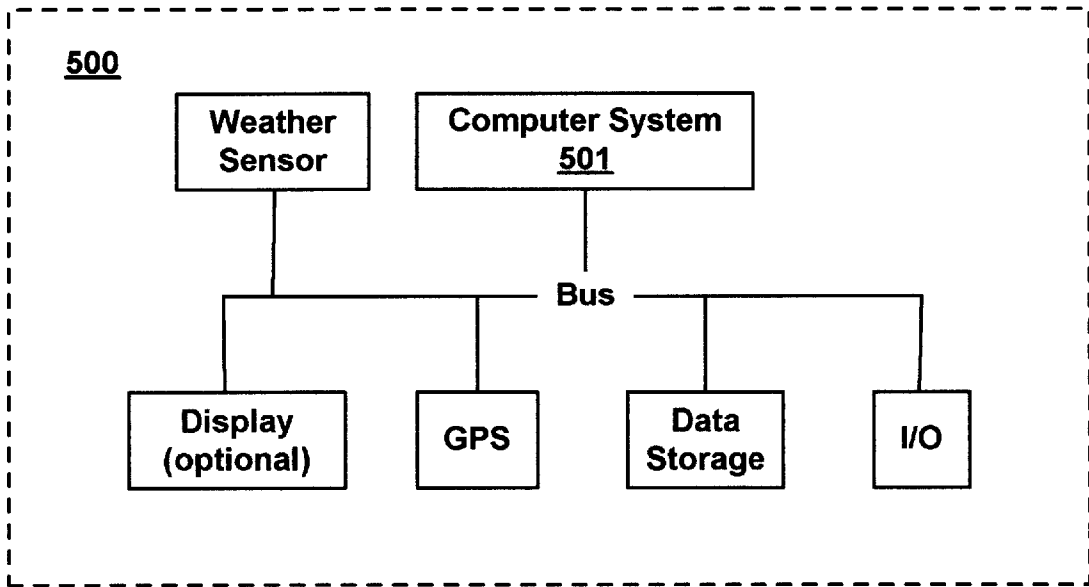 500
Weather
Sensor
Computer System
501
Bus
Display
(optional)
GPS
Data
Storage
I/O